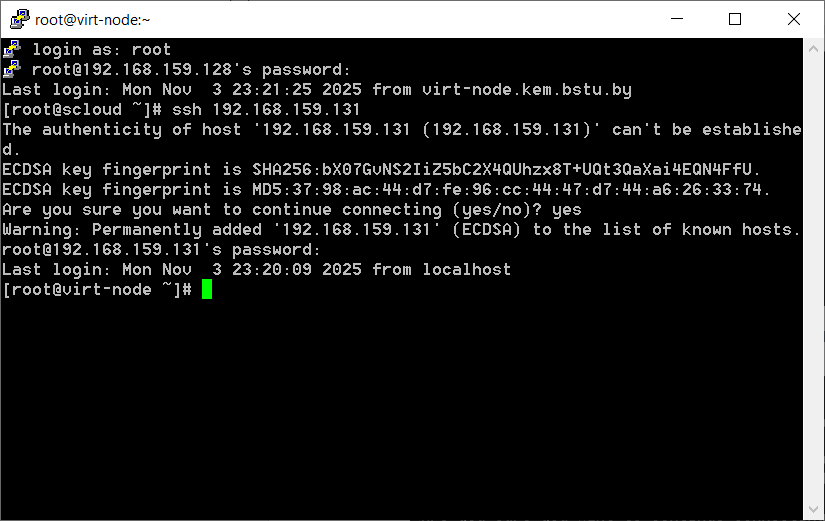 root@virt-node:~
login as: root
root@192.168.159.128's password:
Last login: Mon Nov  3 23:21:25 2025 from virt-node.kem.bstu.by
[root@scloud ~]# ssh 192.168.159.131
The authenticity of host '192.168.159.131 (192.168.159.131)' can't be establishe
d.
ECDSA key fingerprint is SHA256:bX07GvNS2IiZ5bC2X4QUhzx8T+UQt3QaXai4EQN4FfU.
ECDSA key fingerprint is MD5:37:98:ac:44:d7:fe:96:cc:44:47:d7:44:a6:26:33:74.
Are you sure you want to continue connecting (yes/no)? yes
Warning: Permanently added '192.168.159.131' (ECDSA) to the list of known hosts.
root@192.168.159.131's password:
Last login: Mon Nov  3 23:20:09 2025 from localhost
[root@virt-node ~]#